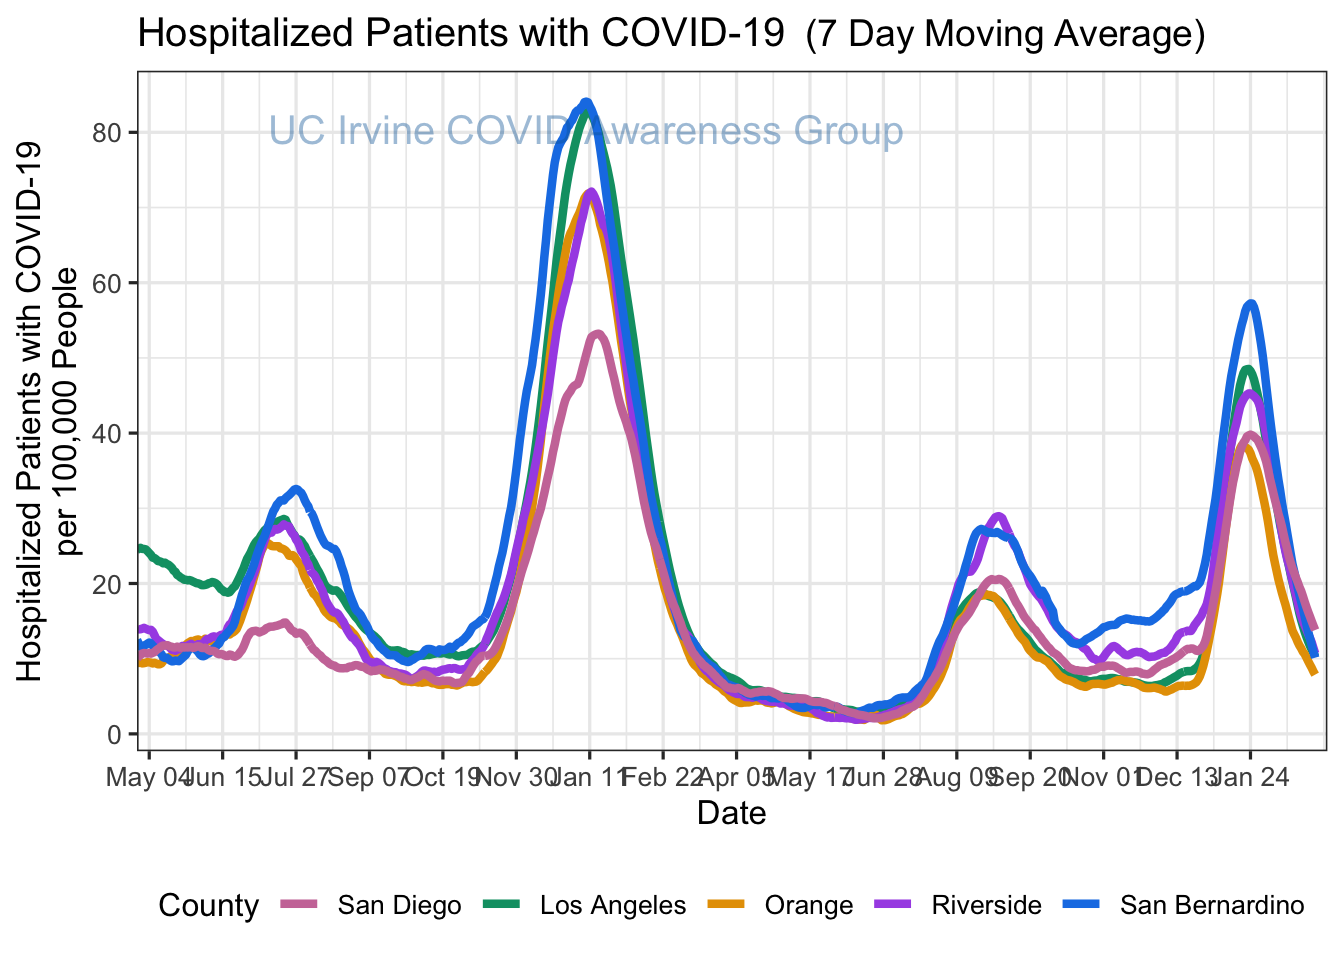 Hospitalized Patients with COVID-19 (7 Day Moving Average)
UC Irvine COVID Awareness Group
Hospitalized Patients with COVID-19
per 100,000 People
80
60
40
20
0
May 04 Jun 15 Jul 27 Sep 07 Oct 19 Nov 30 Jan 11 Feb 22 Apr 05 May 17 Jun 28 Aug 09 Sep 20 Nov 01 Dec 13 Jan 24
Date
County San Diego Los Angeles Orange Riverside San Bernardino